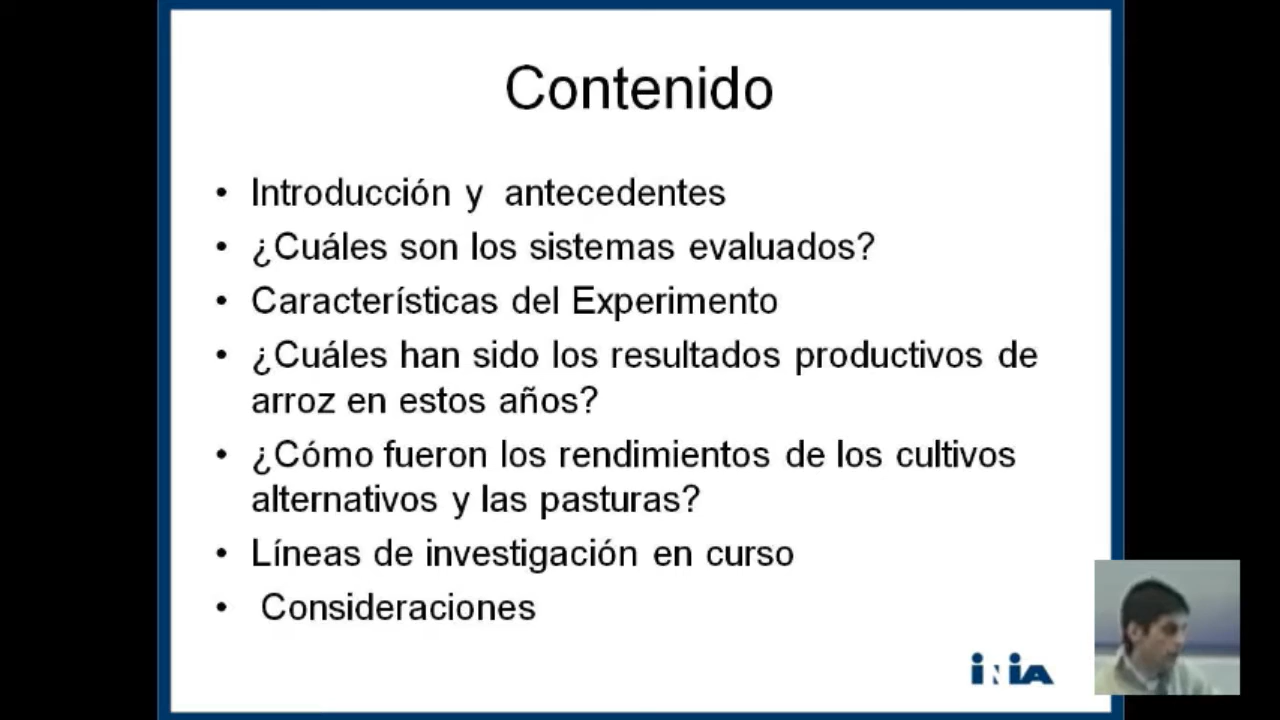 Contenido
• Introducción y antecedentes
• ¿Cuáles son los sistemas evaluados?
• Características del Experimento
• ¿Cuáles han sido los resultados productivos de
arroz en estos años?
• ¿Cómo fueron los rendimientos de los cultivos
alternativos y las pasturas?
• Líneas de investigación en curso
• Consideraciones
iNiA